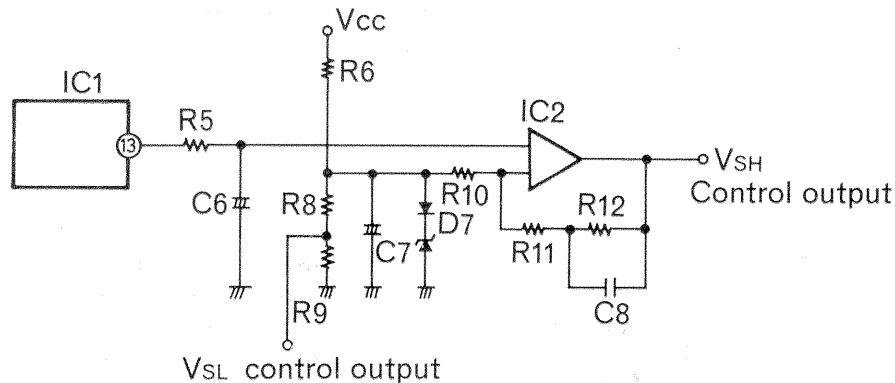 Vcc
R6
IC1
R5
13
IC2
VSH
Control output
C6
R8
C7
D7
R10
R11
R12
C8
R9
VSL control output